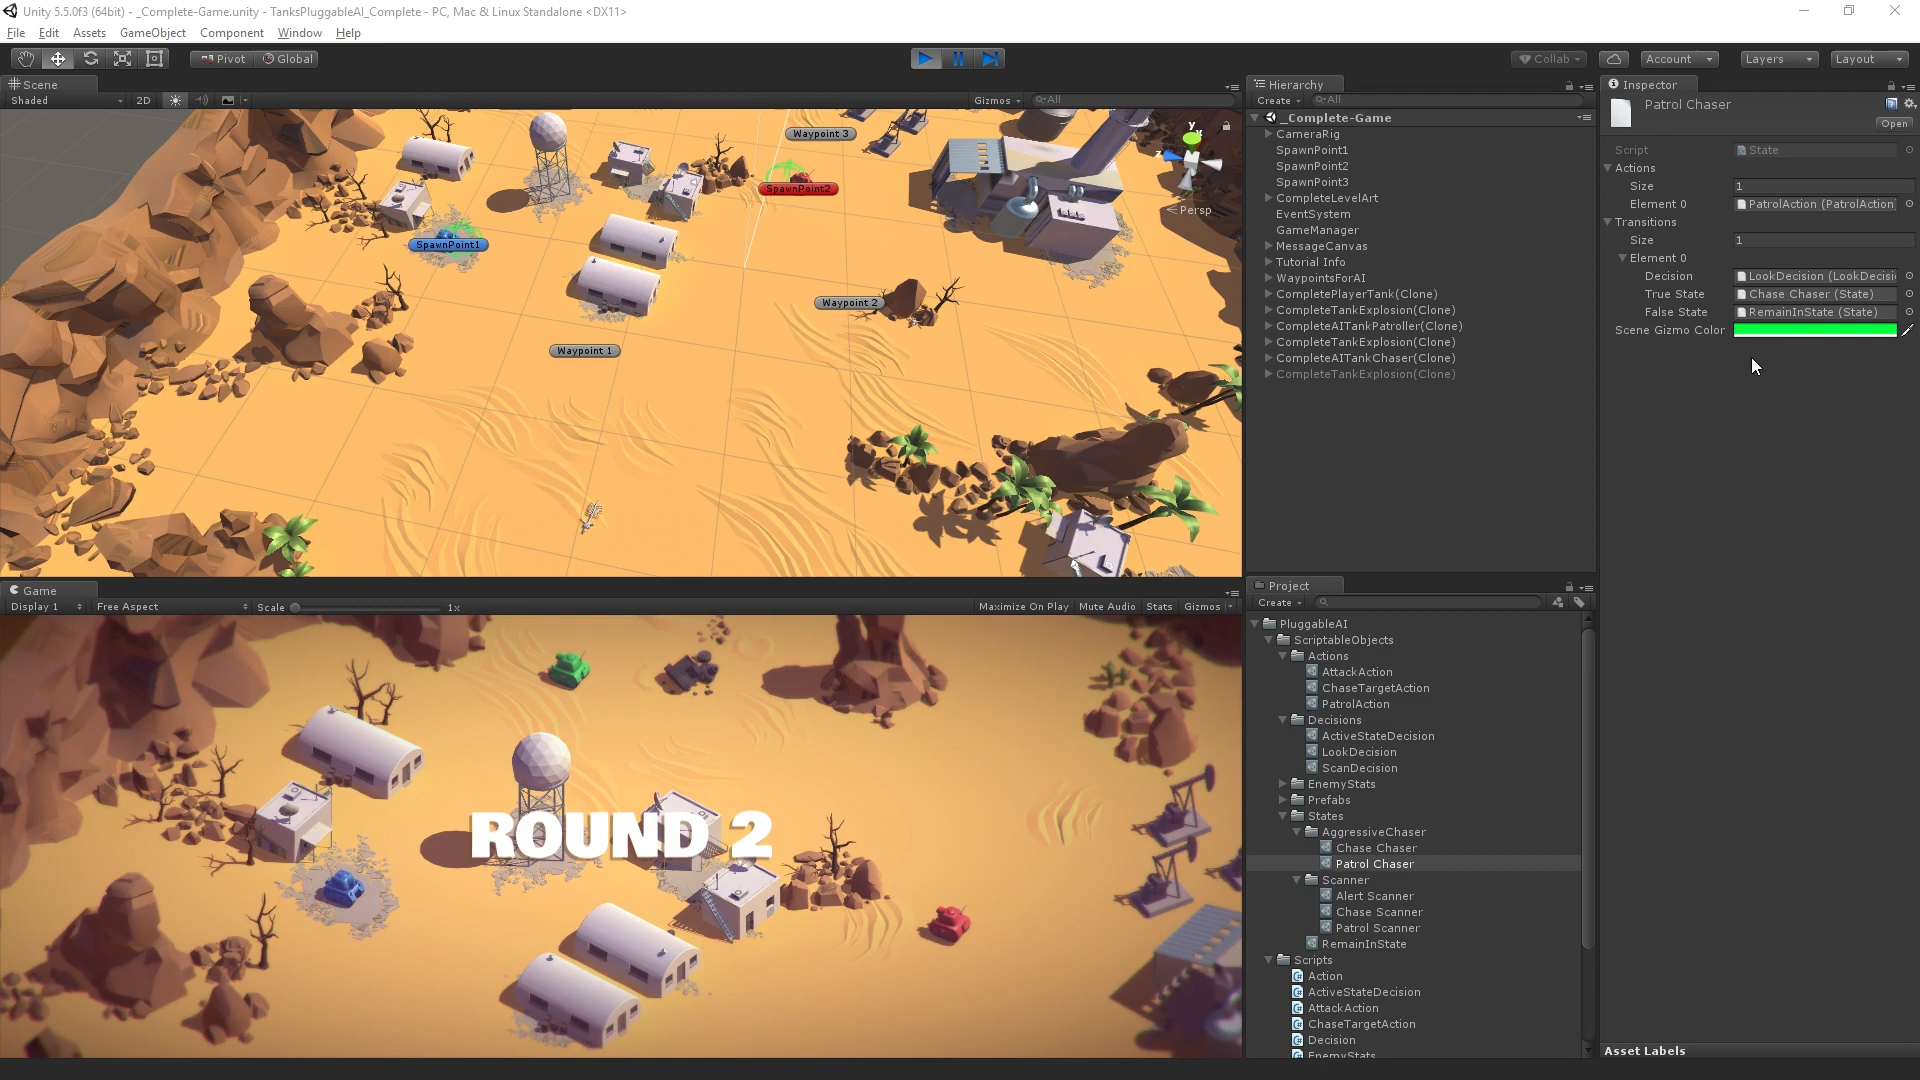 Unity 5.5.0f3 (64bit) - _Complete-Game.unity - TanksPluggableAI_Complete - PC, Mac & Linux Standalone <DX11>
File Edit Assets GameObject Component Window Help
Pivot Global Collab Account Layers Layout
Scene
Shaded 2D Gizmos All
Waypoint 3
SpawnPoint2
SpawnPoint1
Waypoint 2
Waypoint 1
y
x
z
Persp
Game
Display 1 Free Aspect Scale 1x Maximize On Play Mute Audio Stats Gizmos
ROUND 2
Hierarchy
Create All
_Complete-Game
CameraRig
SpawnPoint1
SpawnPoint2
SpawnPoint3
CompleteLevelArt
EventSystem
GameManager
MessageCanvas
Tutorial Info
WaypointsForAI
CompletePlayerTank(Clone)
CompleteTankExplosion(Clone)
CompleteAITankPatroller(Clone)
CompleteTankExplosion(Clone)
CompleteAITankChaser(Clone)
CompleteTankExplosion(Clone)
Project
Create
PluggableAI
ScriptableObjects
Actions
AttackAction
ChaseTargetAction
PatrolAction
Decisions
ActiveStateDecision
LookDecision
ScanDecision
EnemyStats
Prefabs
States
AggressiveChaser
Chase Chaser
Patrol Chaser
Scanner
Alert Scanner
Chase Scanner
Patrol Scanner
RemainInState
Scripts
Action
ActiveStateDecision
AttackAction
ChaseTargetAction
Decision
EnemyStats
Inspector
Patrol Chaser
Open
Script State
Actions
Size 1
Element 0 PatrolAction (PatrolAction
Transitions
Size 1
Element 0
Decision LookDecision (LookDecisi
True State Chase Chaser (State)
False State RemainInState (State)
Scene Gizmo Color
Asset Labels